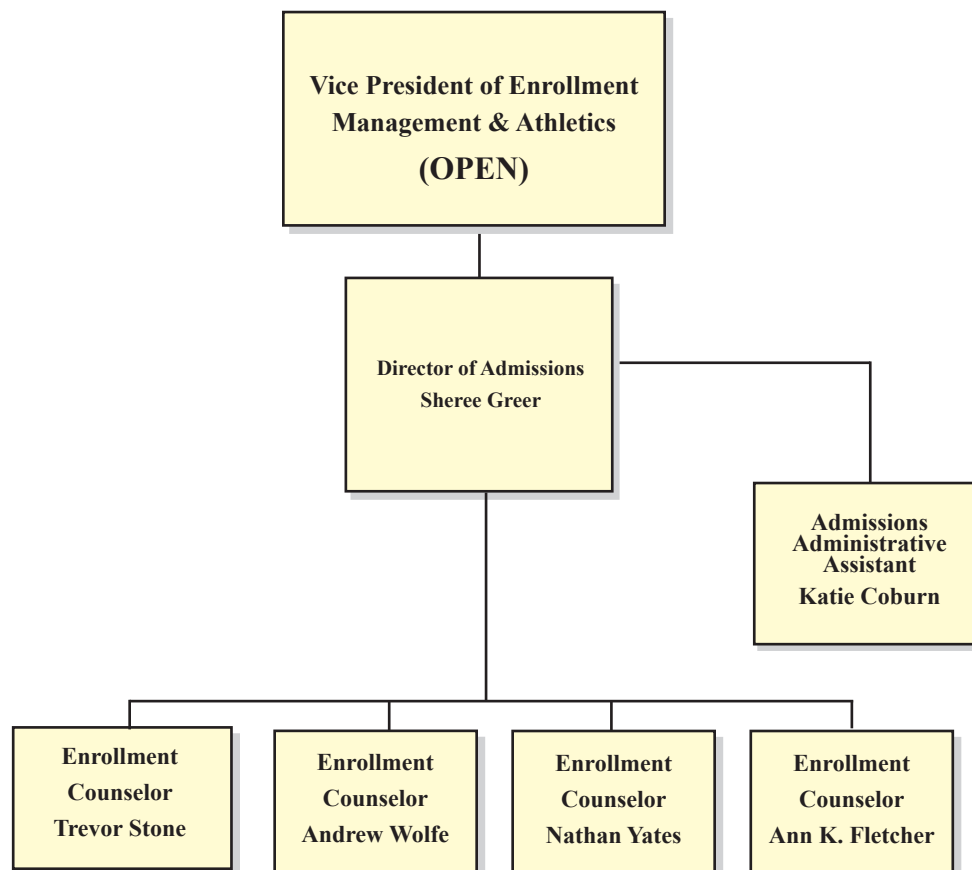 Vice President of Enrollment
Management & Athletics
(OPEN)
Director of Admissions
Sheree Greer
Admissions
Administrative
Assistant
Katie Coburn
Enrollment
Counselor
Trevor Stone
Enrollment
Counselor
Andrew Wolfe
Enrollment
Counselor
Nathan Yates
Enrollment
Counselor
Ann K. Fletcher